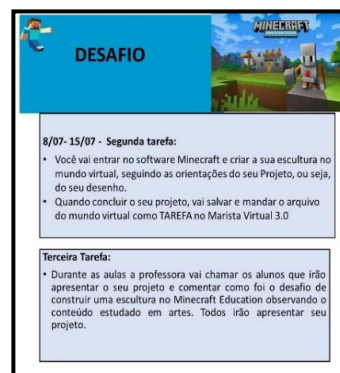 MINECRAFT
DESAFIO
8/07- 15/07 - Segunda tarefa:
• Você vai entrar no software Minecraft e criar a sua escultura no
mundo virtual, seguindo as orientações do seu Projeto, ou seja,
do seu desenho.
• Quando concluir o seu projeto, vai salvar e mandar o arquivo
do mundo virtual como TAREFA no Marista Virtual 3.0
Terceira Tarefa:
• Durante as aulas a professora vai chamar os alunos que irão
apresentar o seu projeto e comentar como foi o desafio de
construir uma escultura no Minecraft Education observando o
conteúdo estudado em artes. Todos irão apresentar seu
projeto.